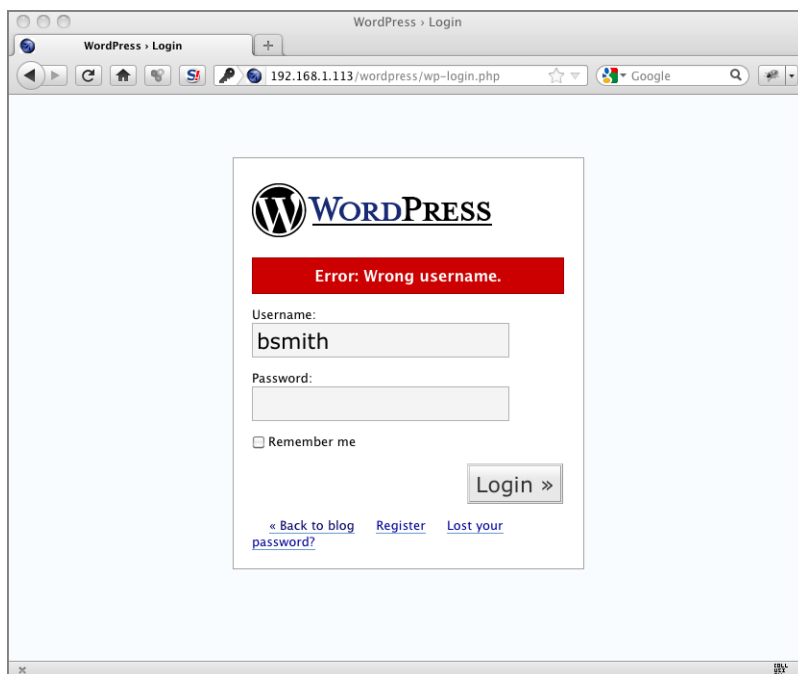 WordPress › Login
WordPress › Login
192.168.1.113/wordpress/wp-login.php
Google
WORDPRESS
Error: Wrong username.
Username:
bsmith
Password:
Remember me
Login »
« Back to blog Register Lost your
password?